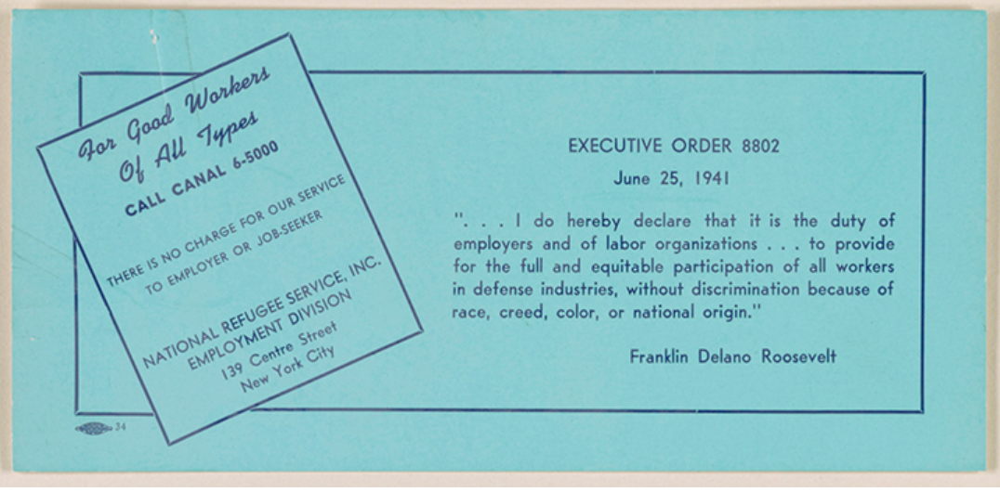 For Good Workers
Of All Types
CALL CANAL 6-5000
THERE IS NO CHARGE FOR OUR SERVICE
TO EMPLOYER OR JOB-SEEKER
NATIONAL REFUGEE SERVICE, INC.
EMPLOYMENT DIVISION
139 Centre Street
New York City
34
EXECUTIVE ORDER 8802
June 25, 1941
". . . I do hereby declare that it is the duty of
employers and of labor organizations . . . to provide
for the full and equitable participation of all workers
in defense industries, without discrimination because of
race, creed, color, or national origin."
Franklin Delano Roosevelt